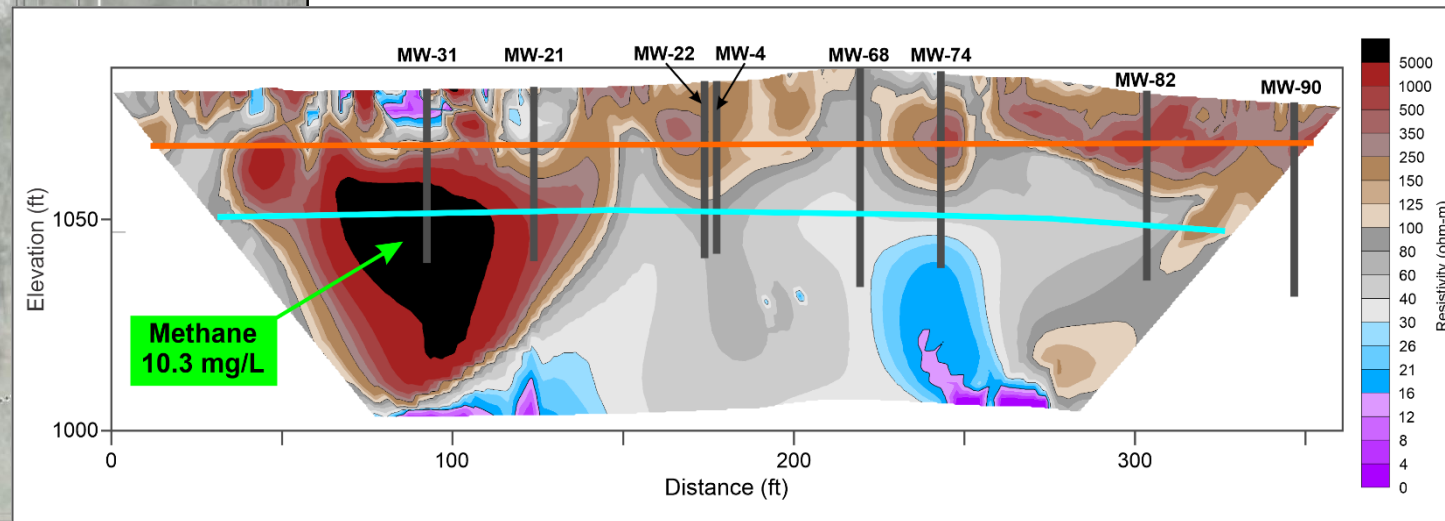 MW-31
MW-21
MW-22
MW-4
MW-68
MW-74
MW-82
MW-90
Elevation (ft)
1050
1000
Methane
10.3 mg/L
0
100
200
300
Distance (ft)
5000
1000
500
350
250
150
125
100
80
60
40
30
26
21
16
12
8
4
0
Resistivity (ohm-m)